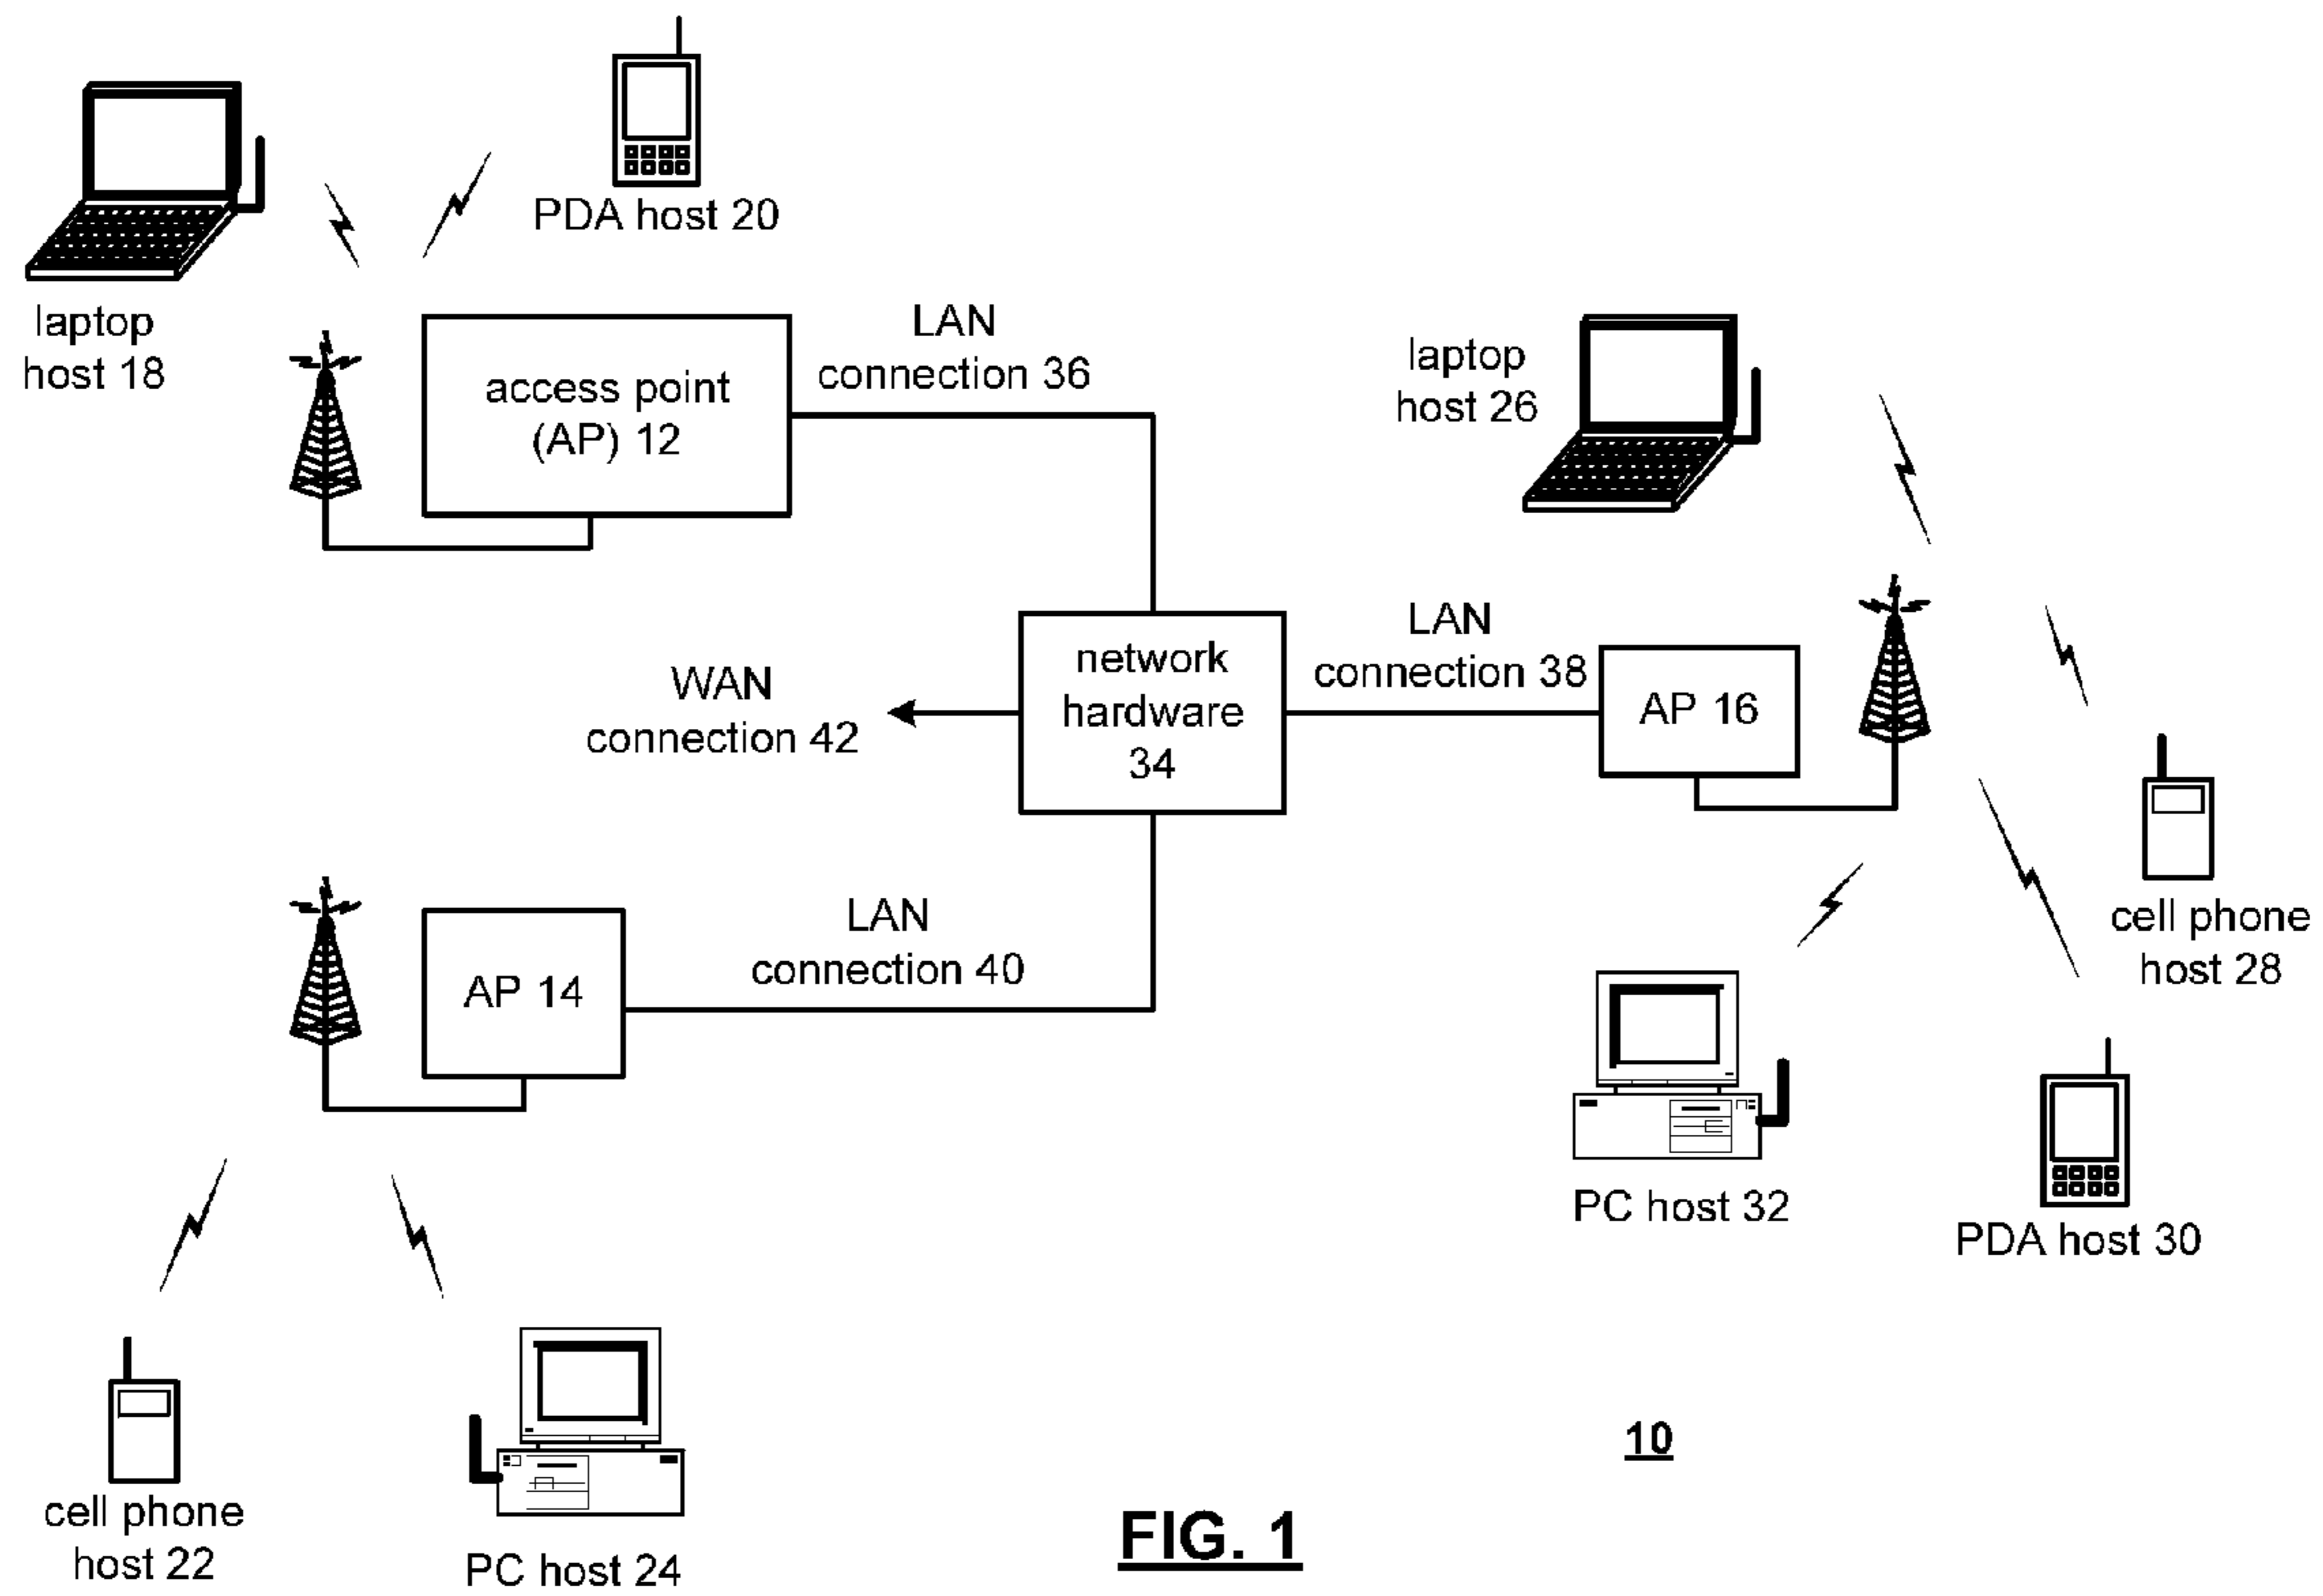 PDA host 20
laptop
host 18
access point
(AP) 12
LAN
connection 36
laptop
host 26
WAN
connection 42
network
hardware
34
LAN
connection 38
AP 16
cell phone
host 28
AP 14
LAN
connection 40
PC host 32
PDA host 30
cell phone
host 22
PC host 24
10
FIG. 1